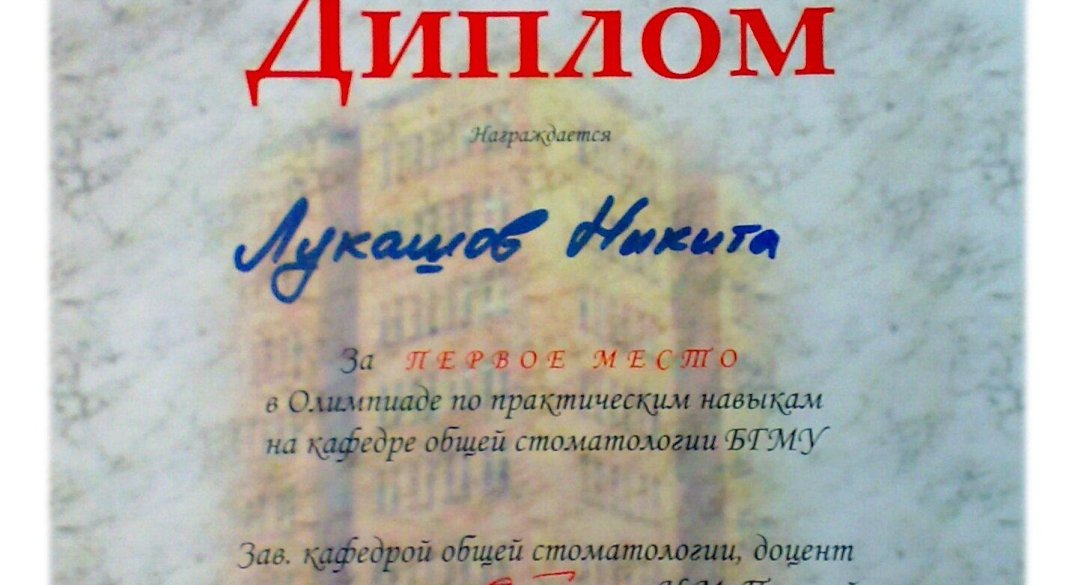 Диплом
Награждается
Лукашов Никита
За ПЕРВОЕ МЕСТО
в Олимпиаде по практическим навыкам
на кафедре общей стоматологии БГМУ
Зав. кафедрой общей стоматологии, доцент